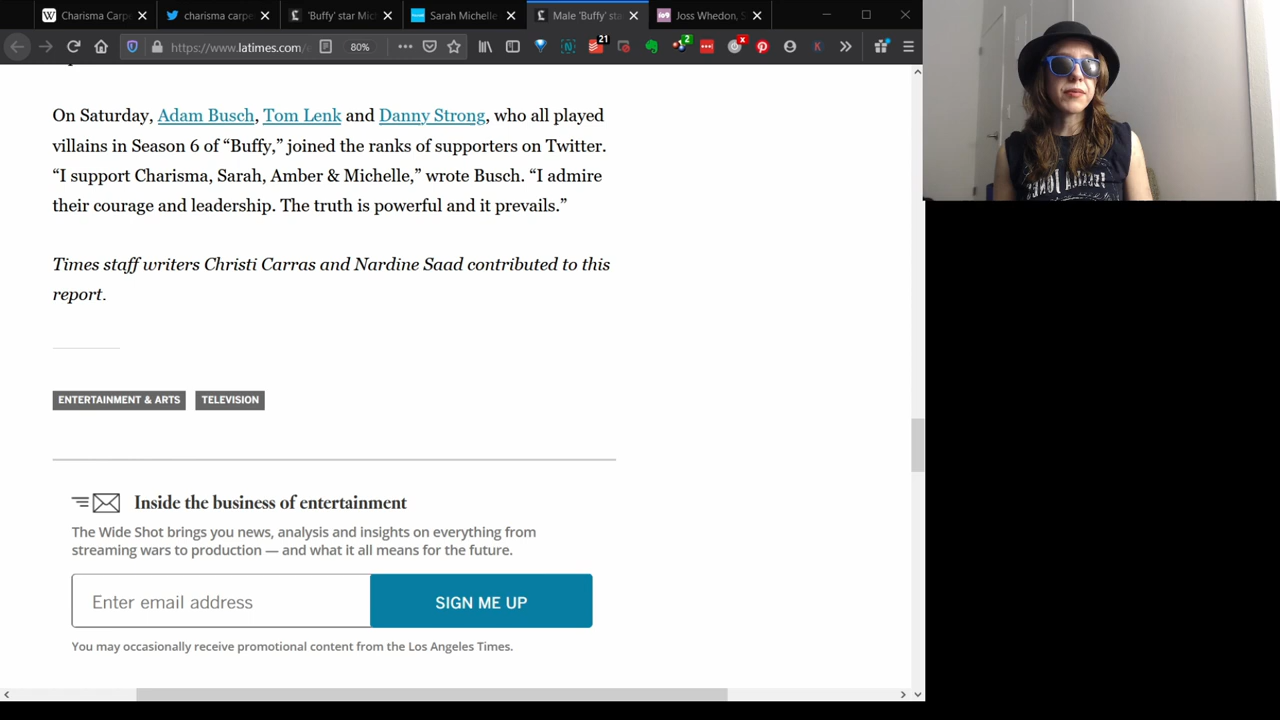 Charisma Carpe
charisma carpe
'Buffy' star Mic
Sarah Michelle
Male 'Buffy' sta
Joss Whedon, S
https://www.latimes.com/
80%
21
2
On Saturday, Adam Busch, Tom Lenk and Danny Strong, who all played
villains in Season 6 of “Buffy,” joined the ranks of supporters on Twitter.
“I support Charisma, Sarah, Amber & Michelle,” wrote Busch. “I admire
their courage and leadership. The truth is powerful and it prevails.”
Times staff writers Christi Carras and Nardine Saad contributed to this
report.
ENTERTAINMENT & ARTS
TELEVISION
Inside the business of entertainment
The Wide Shot brings you news, analysis and insights on everything from
streaming wars to production — and what it all means for the future.
Enter email address
SIGN ME UP
You may occasionally receive promotional content from the Los Angeles Times.